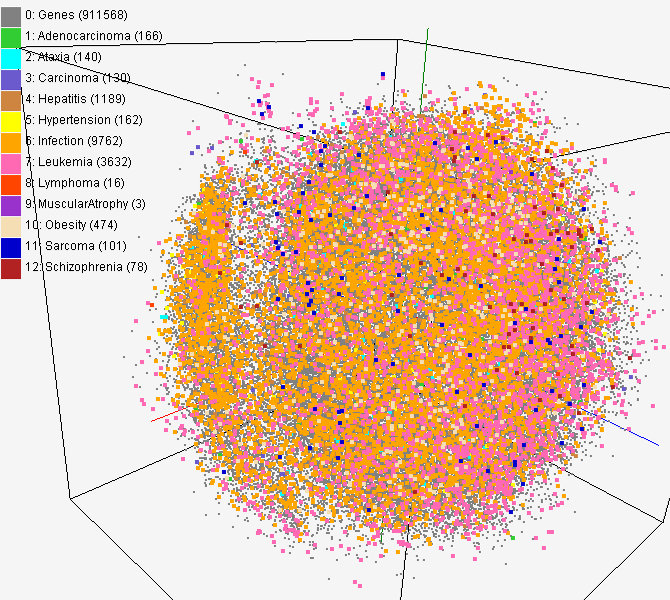 0: Genes (911568)
1: Adenocarcinoma (166)
2: Ataxia (140)
3: Carcinoma (130)
4: Hepatitis (1189)
5: Hypertension (162)
6: Infection (9762)
7: Leukemia (3632)
8: Lymphoma (16)
9: MuscularAtrophy (3)
10: Obesity (474)
11: Sarcoma (101)
12: Schizophrenia (78)